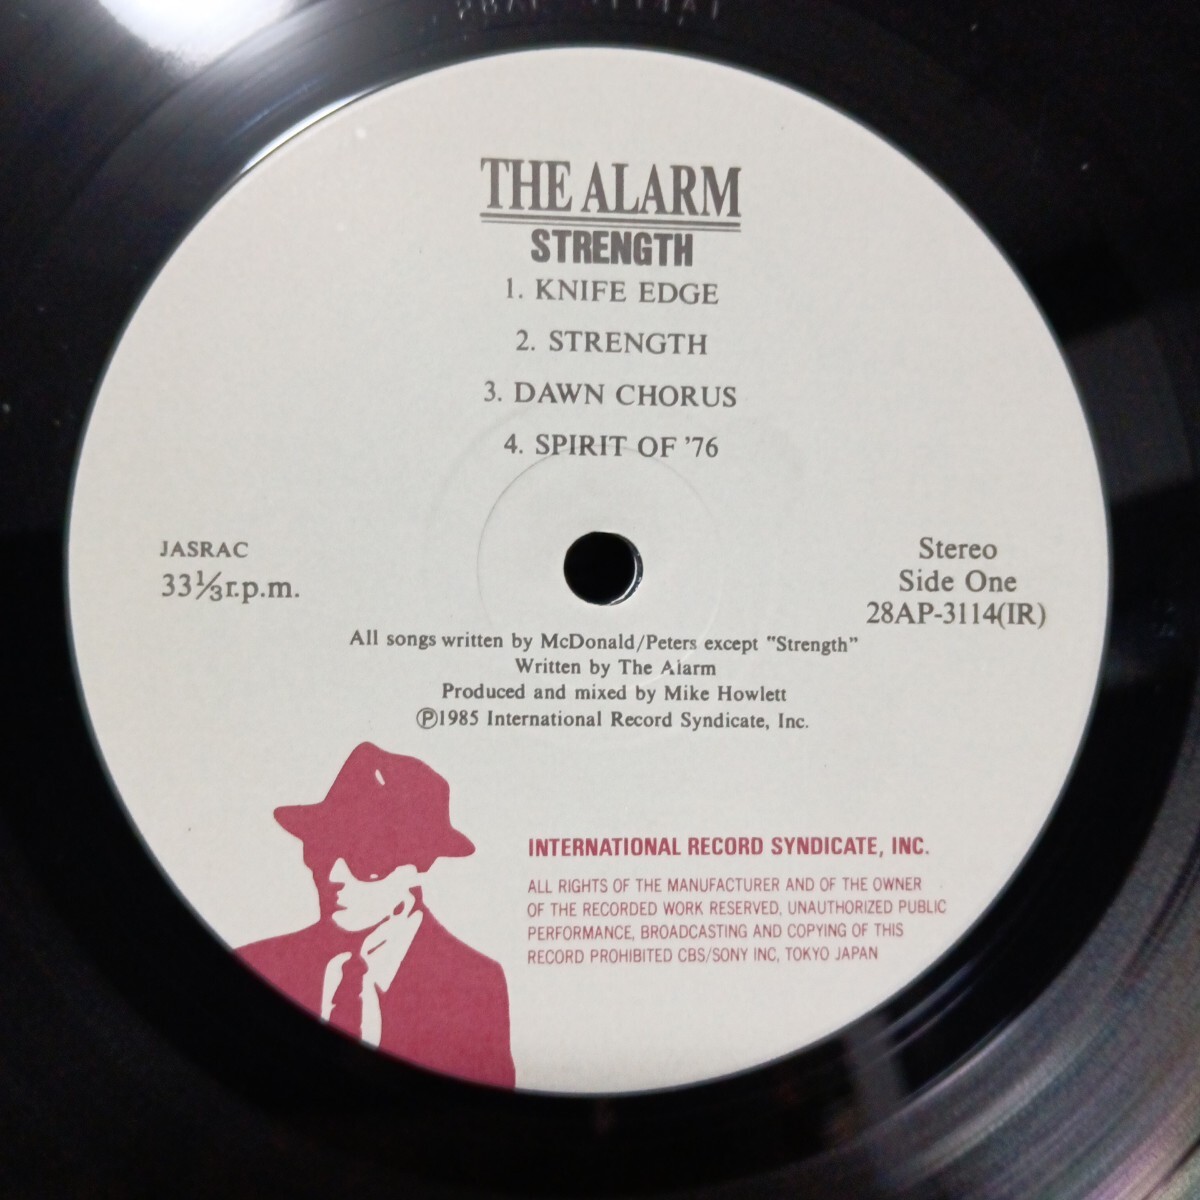 THE ALARM
STRENGTH
1. KNIFE EDGE
2. STRENGTH
3. DAWN CHORUS
4. SPIRIT OF '76
JASRAC
33⅓r.p.m.
Stereo
Side One
28AP-3114(IR)
All songs written by McDonald/Peters except "Strength"
Written by The Alarm
Produced and mixed by Mike Howlett
Ⓟ1985 International Record Syndicate, Inc.
INTERNATIONAL RECORD SYNDICATE, INC.
ALL RIGHTS OF THE MANUFACTURER AND OF THE OWNER
OF THE RECORDED WORK RESERVED, UNAUTHORIZED PUBLIC
PERFORMANCE, BROADCASTING AND COPYING OF THIS
RECORD PROHIBITED CBS/SONY INC, TOKYO JAPAN